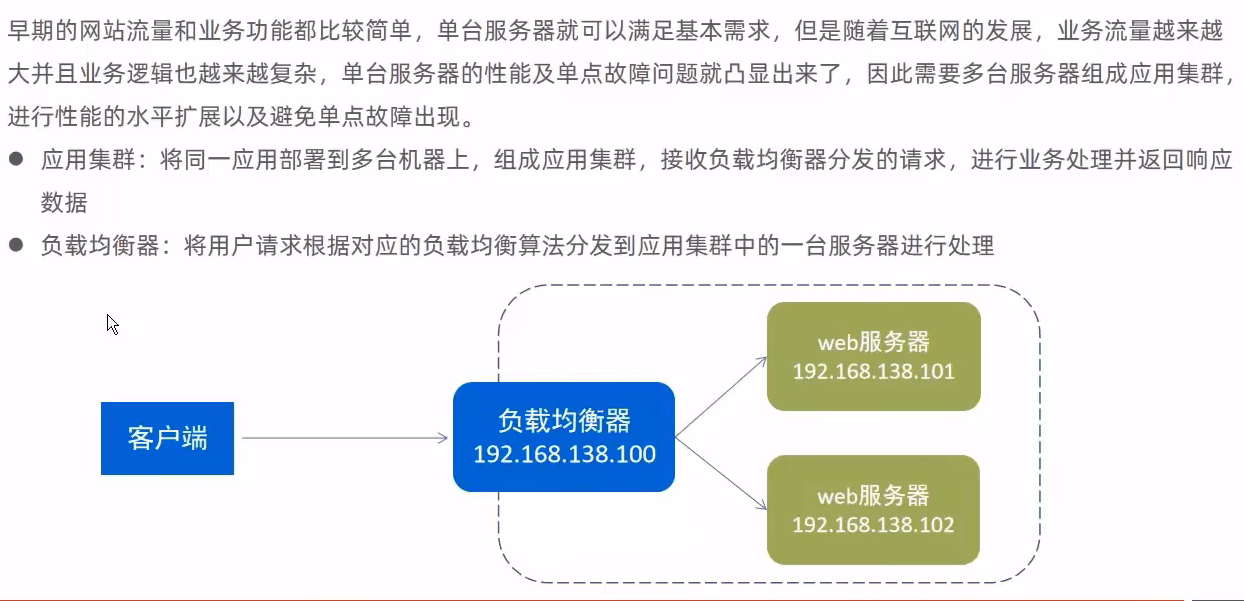 早期的网站流量和业务功能都比较简单，单台服务器就可以满足基本需求，但是随着互联网的发展，业务流量越来越
大并且业务逻辑也越来越复杂，单台服务器的性能及单点故障问题就凸显出来了，因此需要多台服务器组成应用集群，
进行性能的水平扩展以及避免单点故障出现。
● 应用集群：将同一应用部署到多台机器上，组成应用集群，接收负载均衡器分发的请求，进行业务处理并返回响应
数据
● 负载均衡器：将用户请求根据对应的负载均衡算法分发到应用集群中的一台服务器进行处理
客户端
负载均衡器
192.168.138.100
web服务器
192.168.138.101
web服务器
192.168.138.102